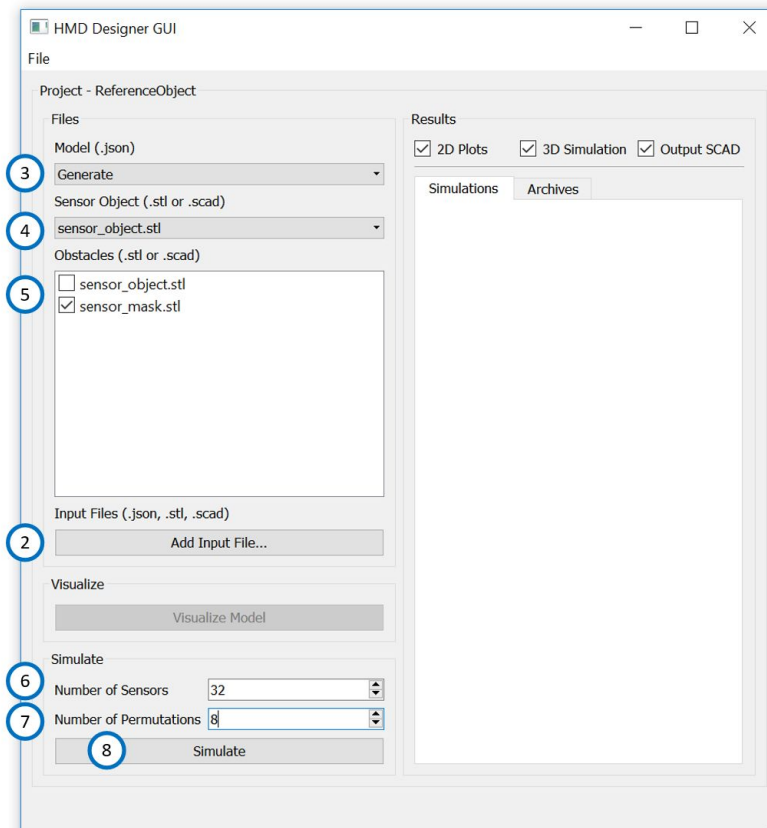 HMD Designer GUI
File
Project - ReferenceObject
Files
Model (.json)
3
Generate
Sensor Object (.stl or .scad)
4
sensor_object.stl
Obstacles (.stl or .scad)
5
sensor_object.stl
sensor_mask.stl
Input Files (.json, .stl, .scad)
2
Add Input File...
Visualize
Visualize Model
Simulate
6
Number of Sensors 32
7
Number of Permutations 8
8
Simulate
Results
2D Plots 3D Simulation Output SCAD
Simulations Archives